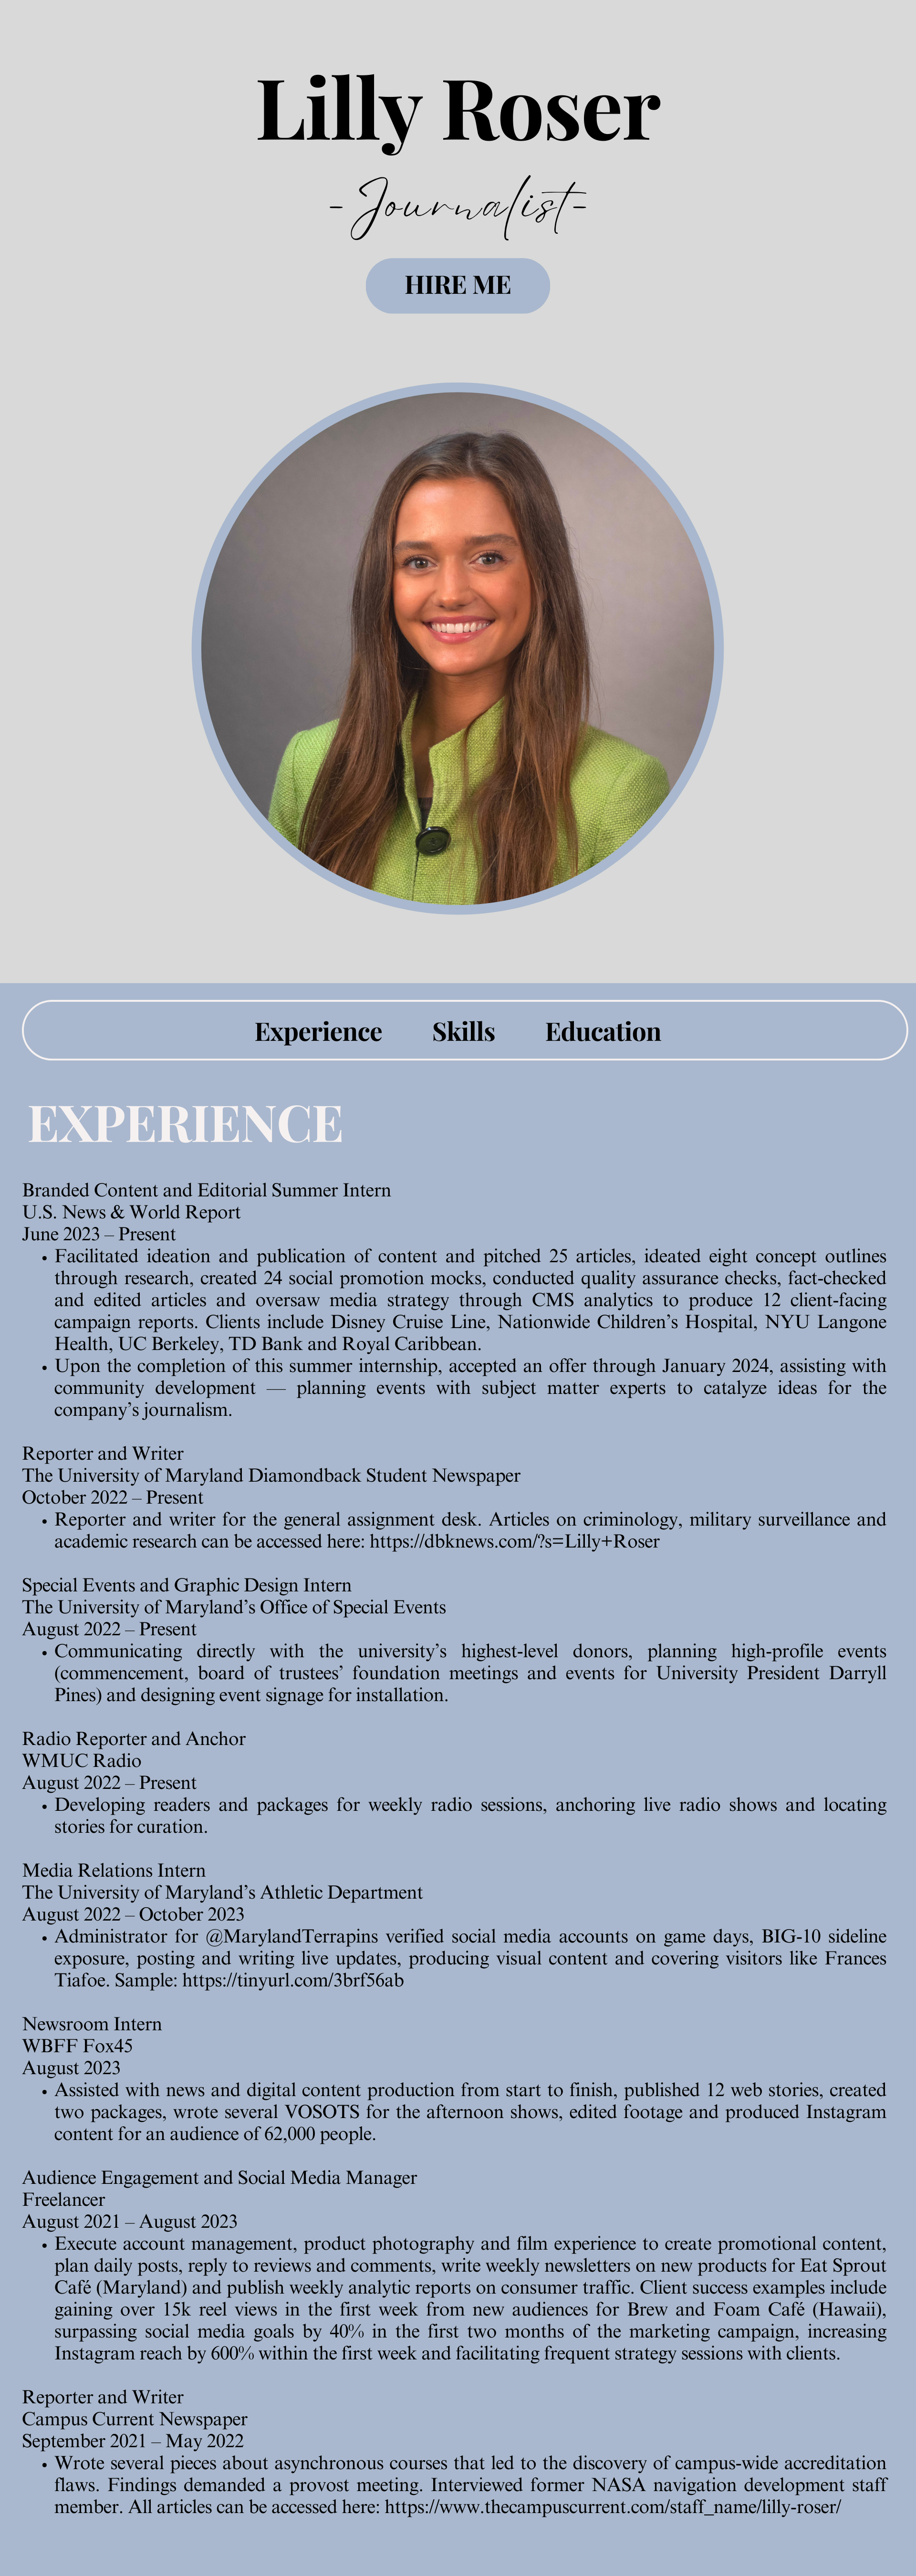 Lilly Roser
-Journalist-
HIRE ME
Experience Skills Education
EXPERIENCE
Branded Content and Editorial Summer Intern
U.S. News & World Report
June 2023 – Present
• Facilitated ideation and publication of content and pitched 25 articles, ideated eight concept outlines
through research, created 24 social promotion mocks, conducted quality assurance checks, fact-checked
and edited articles and oversaw media strategy through CMS analytics to produce 12 client-facing
campaign reports. Clients include Disney Cruise Line, Nationwide Children’s Hospital, NYU Langone
Health, UC Berkeley, TD Bank and Royal Caribbean.
• Upon the completion of this summer internship, accepted an offer through January 2024, assisting with
community development — planning events with subject matter experts to catalyze ideas for the
company’s journalism.
Reporter and Writer
The University of Maryland Diamondback Student Newspaper
October 2022 – Present
• Reporter and writer for the general assignment desk. Articles on criminology, military surveillance and
academic research can be accessed here: https://dbknews.com/?s=Lilly+Roser
Special Events and Graphic Design Intern
The University of Maryland’s Office of Special Events
August 2022 – Present
• Communicating directly with the university’s highest-level donors, planning high-profile events
(commencement, board of trustees’ foundation meetings and events for University President Darryll
Pines) and designing event signage for installation.
Radio Reporter and Anchor
WMUC Radio
August 2022 – Present
• Developing readers and packages for weekly radio sessions, anchoring live radio shows and locating
stories for curation.
Media Relations Intern
The University of Maryland’s Athletic Department
August 2022 – October 2023
• Administrator for @MarylandTerrapins verified social media accounts on game days, BIG-10 sideline
exposure, posting and writing live updates, producing visual content and covering visitors like Frances
Tiafoe. Sample: https://tinyurl.com/3brf56ab
Newsroom Intern
WBFF Fox45
August 2023
• Assisted with news and digital content production from start to finish, published 12 web stories, created
two packages, wrote several VOSOTS for the afternoon shows, edited footage and produced Instagram
content for an audience of 62,000 people.
Audience Engagement and Social Media Manager
Freelancer
August 2021 – August 2023
• Execute account management, product photography and film experience to create promotional content,
plan daily posts, reply to reviews and comments, write weekly newsletters on new products for Eat Sprout
Café (Maryland) and publish weekly analytic reports on consumer traffic. Client success examples include
gaining over 15k reel views in the first week from new audiences for Brew and Foam Café (Hawaii),
surpassing social media goals by 40% in the first two months of the marketing campaign, increasing
Instagram reach by 600% within the first week and facilitating frequent strategy sessions with clients.
Reporter and Writer
Campus Current Newspaper
September 2021 – May 2022
• Wrote several pieces about asynchronous courses that led to the discovery of campus-wide accreditation
flaws. Findings demanded a provost meeting. Interviewed former NASA navigation development staff
member. All articles can be accessed here: https://www.thecampuscurrent.com/staff_name/lilly-roser/